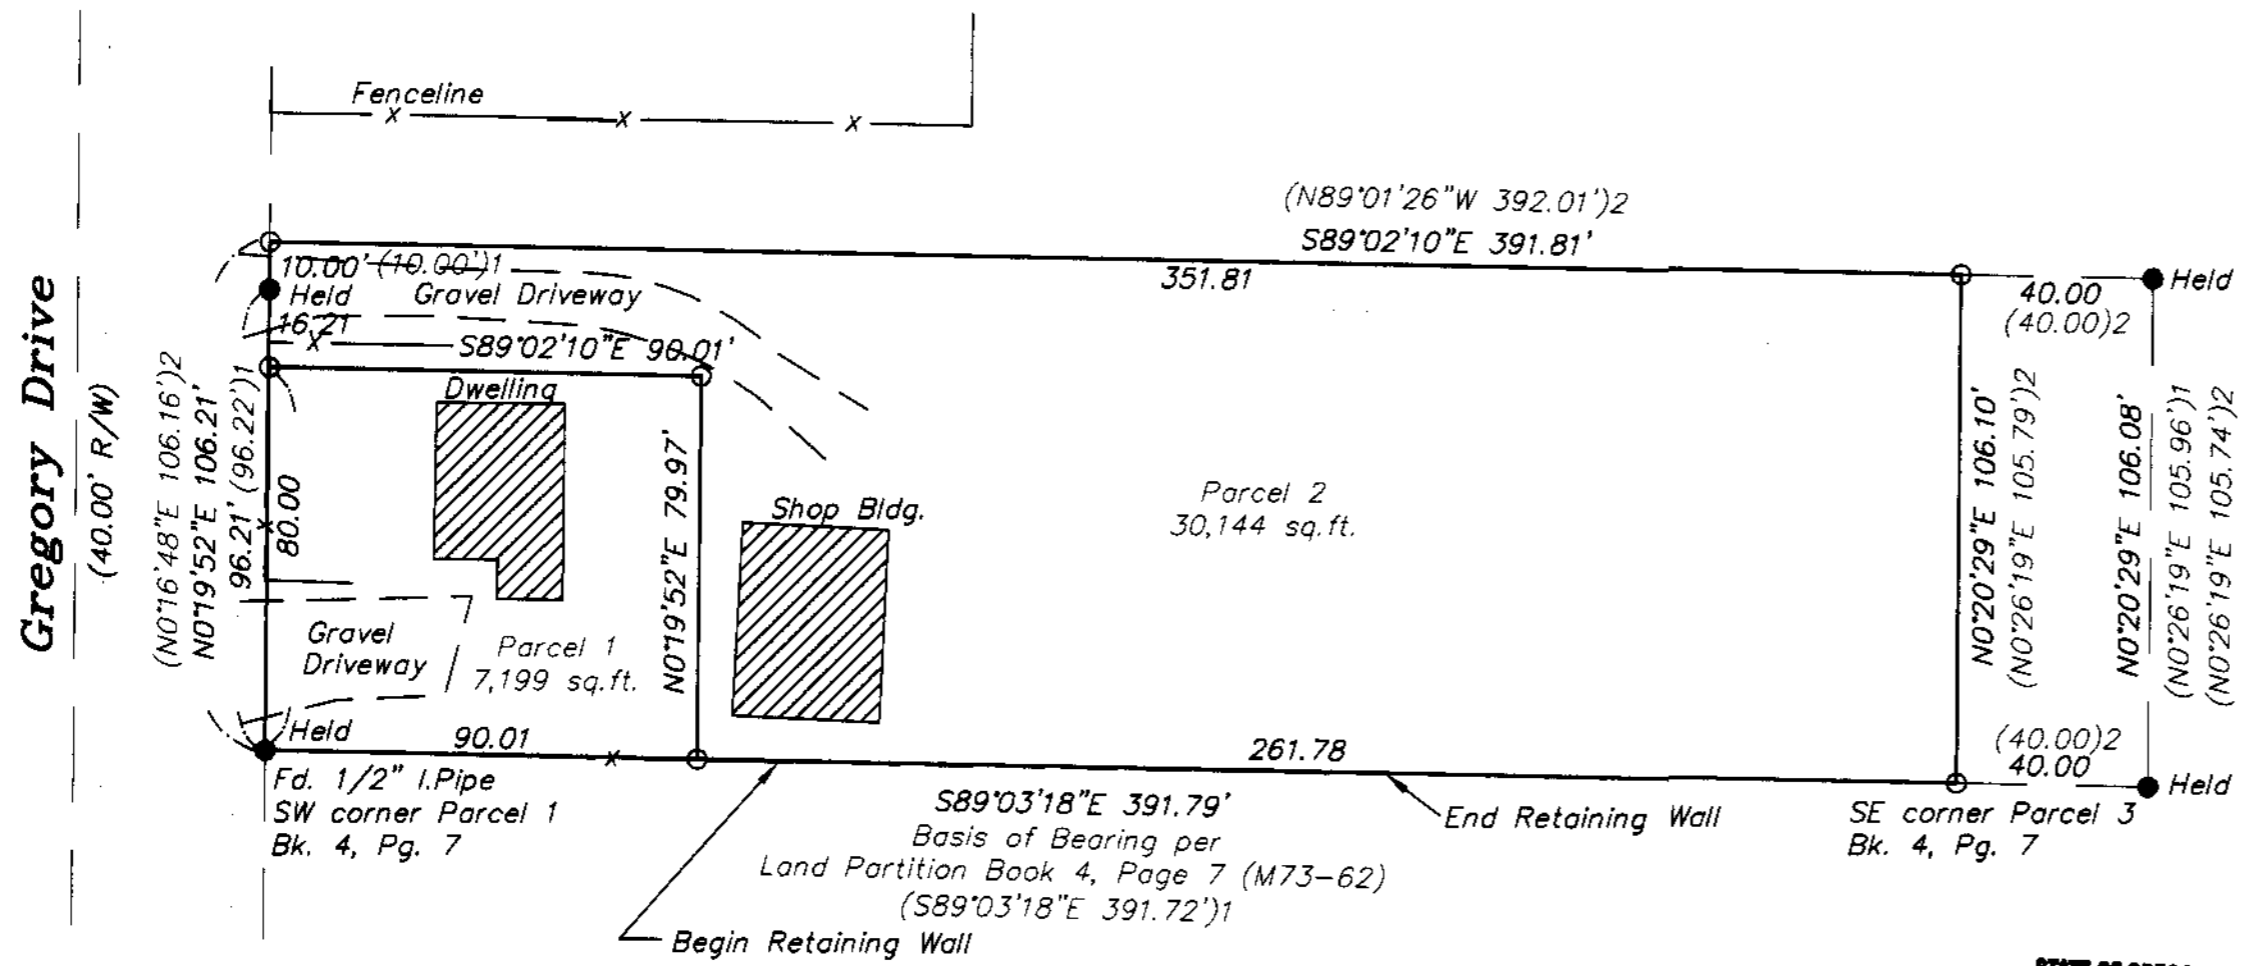 Fenceline
(N89°01'26"W 392.01')2
S89°02'10"E 391.81'
351.81
10.00' (10.00')1
Held
Gravel Driveway
16.21
S89°02'10"E 90.01'
40.00
(40.00)2
Held
Gregory Drive
(40.00' R/W)
(N0°16'48"E 106.16')2
N0°19'52"E 106.21'
96.21' (96.22')1
80.00
Dwelling
N0°19'52"E 79.97'
Shop Bldg.
Parcel 2
30,144 sq.ft.
N0°20'29"E 106.10'
(N0°26'19"E 105.79')2
N0°20'29"E 106.08'
(N0°26'19"E 105.96')1
(N0°26'19"E 105.74')2
Gravel
Driveway
Parcel 1
7,199 sq.ft.
Held
90.01
261.78
(40.00)2
40.00
Held
Fd. 1/2" I.Pipe
SW corner Parcel 1
Bk. 4, Pg. 7
S89°03'18"E 391.79'
Basis of Bearing per
Land Partition Book 4, Page 7 (M73-62)
(S89°03'18"E 391.72')1
Begin Retaining Wall
End Retaining Wall
SE corner Parcel 3
Bk. 4, Pg. 7